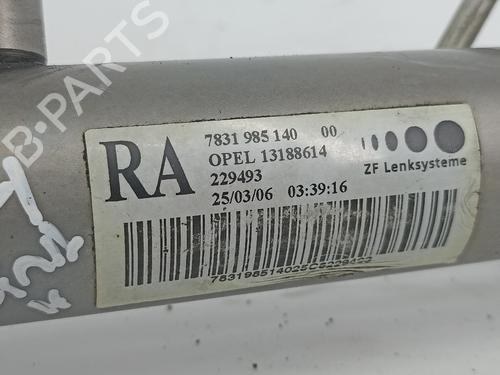 B-PARTS
RA
7831 985 140 00
OPEL 13188614
229493
25/03/06 03:39:16
ZF Lenksysteme